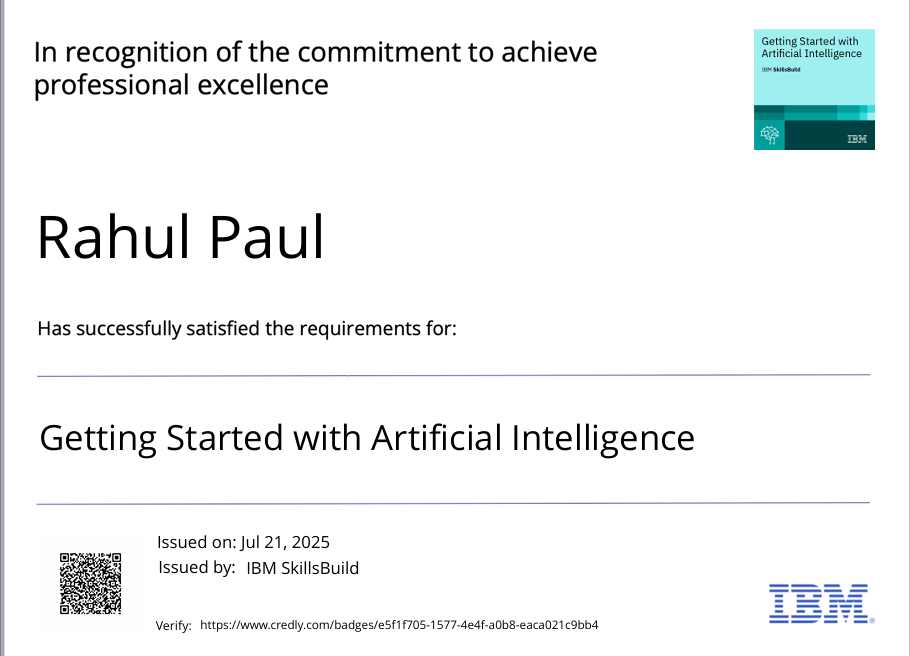 In recognition of the commitment to achieve
professional excellence
Getting Started with
Artificial Intelligence
IBM SkillsBuild
IBM
Rahul Paul
Has successfully satisfied the requirements for:
Getting Started with Artificial Intelligence
Issued on: Jul 21, 2025
Issued by: IBM SkillsBuild
IBM®
Verify: https://www.credly.com/badges/e5f1f705-1577-4e4f-a0b8-eaca021c9bb4